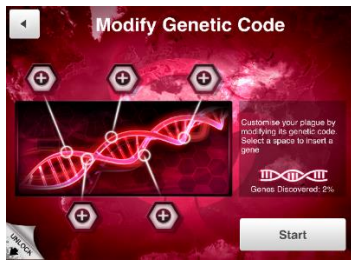 Modify Genetic Code
Customise your plague by
modifying its genetic code.
Select a space to insert a
gene
Genes Discovered: 2%
UNLOCK
Start